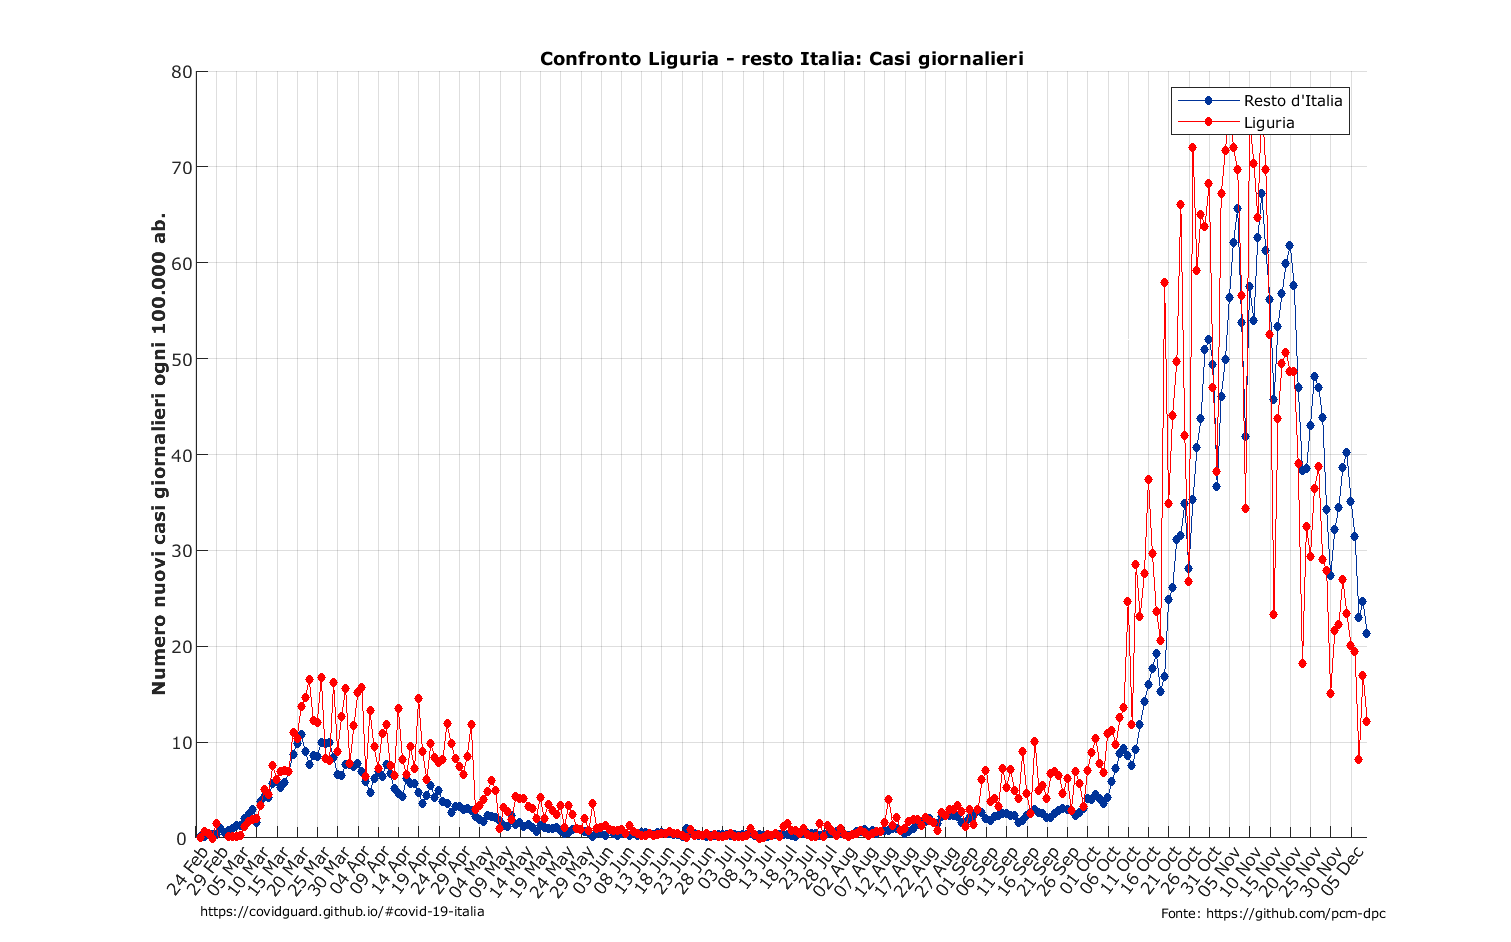 Confronto Liguria - resto Italia: Casi giornalieri
Numero nuovi casi giornalieri ogni 100.000 ab.
80
70
60
50
40
30
20
10
0
Resto d'Italia
Liguria
24 Feb
29 Feb
05 Mar
10 Mar
15 Mar
20 Mar
25 Mar
30 Mar
04 Apr
09 Apr
14 Apr
19 Apr
24 Apr
29 Apr
04 May
09 May
14 May
19 May
24 May
29 May
03 Jun
08 Jun
13 Jun
18 Jun
23 Jun
28 Jun
03 Jul
08 Jul
13 Jul
18 Jul
23 Jul
28 Jul
02 Aug
07 Aug
12 Aug
17 Aug
22 Aug
27 Aug
01 Sep
06 Sep
11 Sep
16 Sep
21 Sep
26 Sep
01 Oct
06 Oct
11 Oct
16 Oct
21 Oct
26 Oct
31 Oct
05 Nov
10 Nov
15 Nov
20 Nov
25 Nov
30 Nov
05 Dec
https://covidguard.github.io/#covid-19-italia
Fonte: https://github.com/pcm-dpc